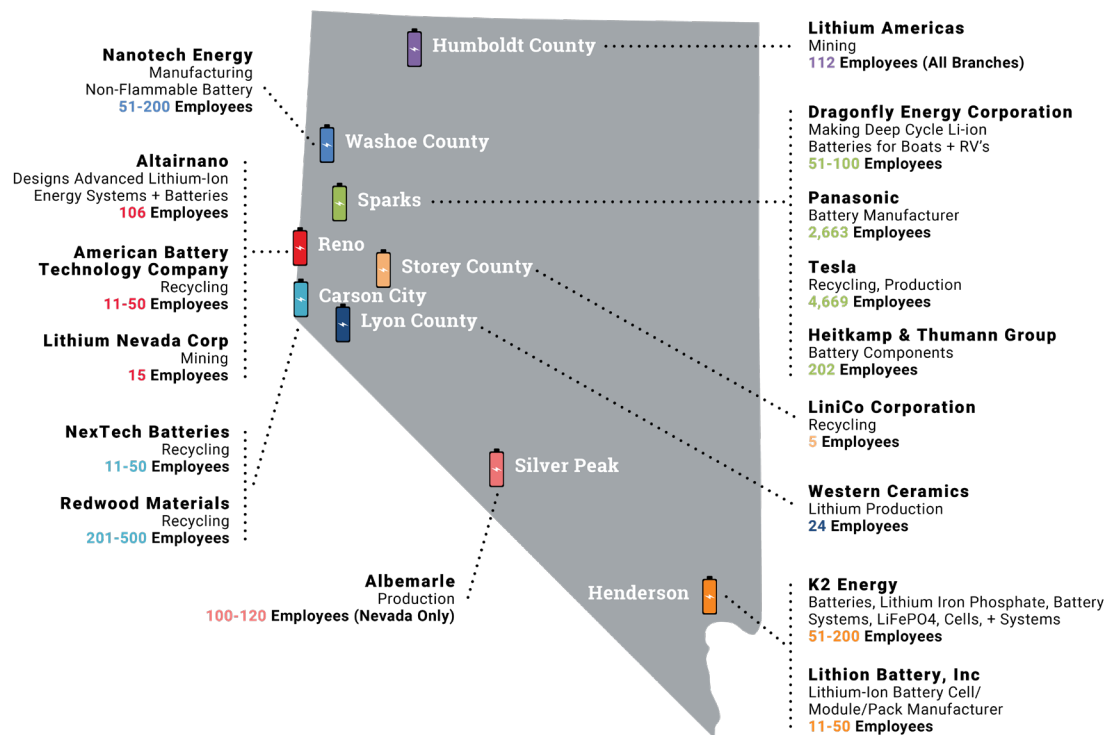 Nanotech Energy
Manufacturing
Non-Flammable Battery
51-200 Employees
Altairnano
Designs Advanced Lithium-Ion
Energy Systems + Batteries
106 Employees
American Battery
Technology Company
Recycling
11-50 Employees
Lithium Nevada Corp
Mining
15 Employees
NexTech Batteries
Recycling
11-50 Employees
Redwood Materials
Recycling
201-500 Employees
Albemarle
Production
100-120 Employees (Nevada Only)
Humboldt County
Washoe County
Sparks
Reno
Storey County
Carson City
Lyon County
Silver Peak
Henderson
Lithium Americas
Mining
112 Employees (All Branches)
Dragonfly Energy Corporation
Making Deep Cycle Li-ion
Batteries for Boats + RV's
51-100 Employees
Panasonic
Battery Manufacturer
2,663 Employees
Tesla
Recycling, Production
4,669 Employees
Heitkamp & Thumann Group
Battery Components
202 Employees
LiniCo Corporation
Recycling
5 Employees
Western Ceramics
Lithium Production
24 Employees
K2 Energy
Batteries, Lithium Iron Phosphate, Battery
Systems, LiFePO4, Cells, + Systems
51-200 Employees
Lithion Battery, Inc
Lithium-Ion Battery Cell/
Module/Pack Manufacturer
11-50 Employees